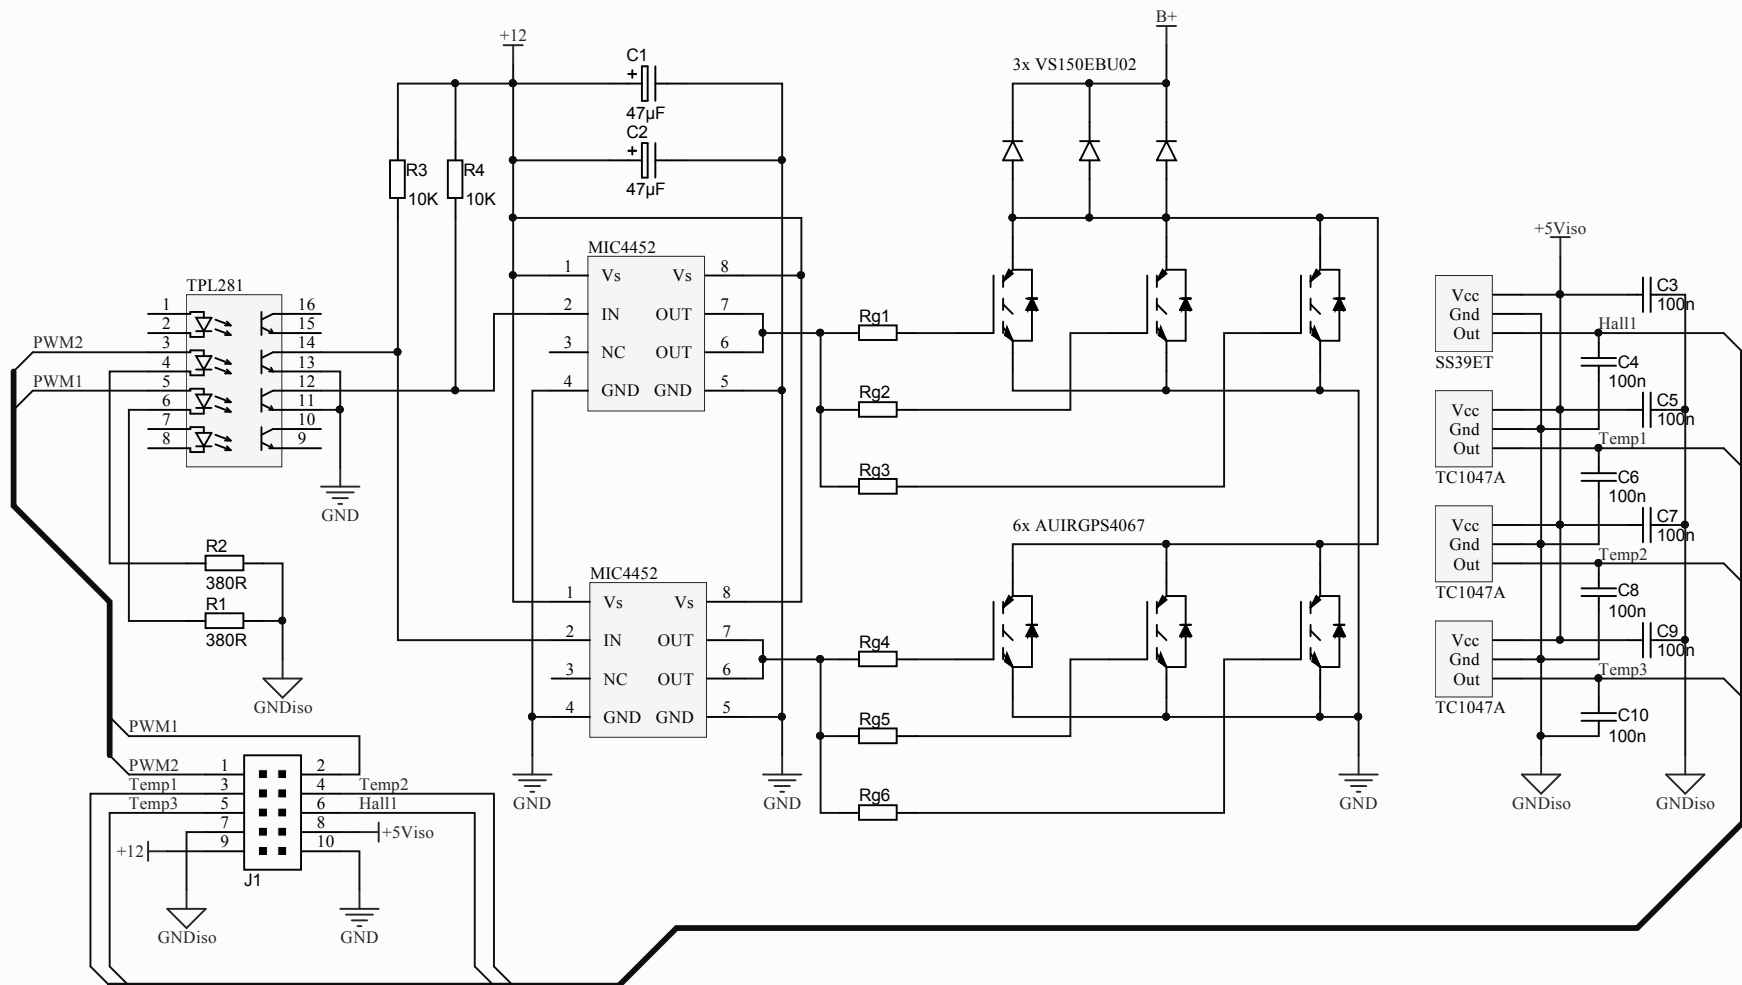 B+
+12
C1
+
47µF
C2
+
47µF
3x VS150EBU02
R3
10K
R4
10K
MIC4452
1 Vs Vs 8
2 IN OUT 7
3 NC OUT 6
4 GND GND 5
TPL281
1 16
2 15
3 14
4 13
5 12
6 11
7 10
8 9
PWM2
PWM1
GND
R2
380R
R1
380R
GNDiso
Rg1
Rg2
Rg3
6x AUIRGPS4067
MIC4452
1 Vs Vs 8
2 IN OUT 7
3 NC OUT 6
4 GND GND 5
Rg4
Rg5
Rg6
GND
GND
GND
+5Viso
Vcc
Gnd
Out
SS39ET
C3
100n
Hall1
C4
100n
Vcc
Gnd
Out
TC1047A
C5
100n
Temp1
C6
100n
Vcc
Gnd
Out
TC1047A
C7
100n
Temp2
C8
100n
Vcc
Gnd
Out
TC1047A
C9
100n
Temp3
C10
100n
GNDiso
GNDiso
PWM1
PWM2 1 2
Temp1 3 4 Temp2
Temp3 5 6 Hall1
7 8 +5Viso
+12 9 10
J1
GNDiso
GND